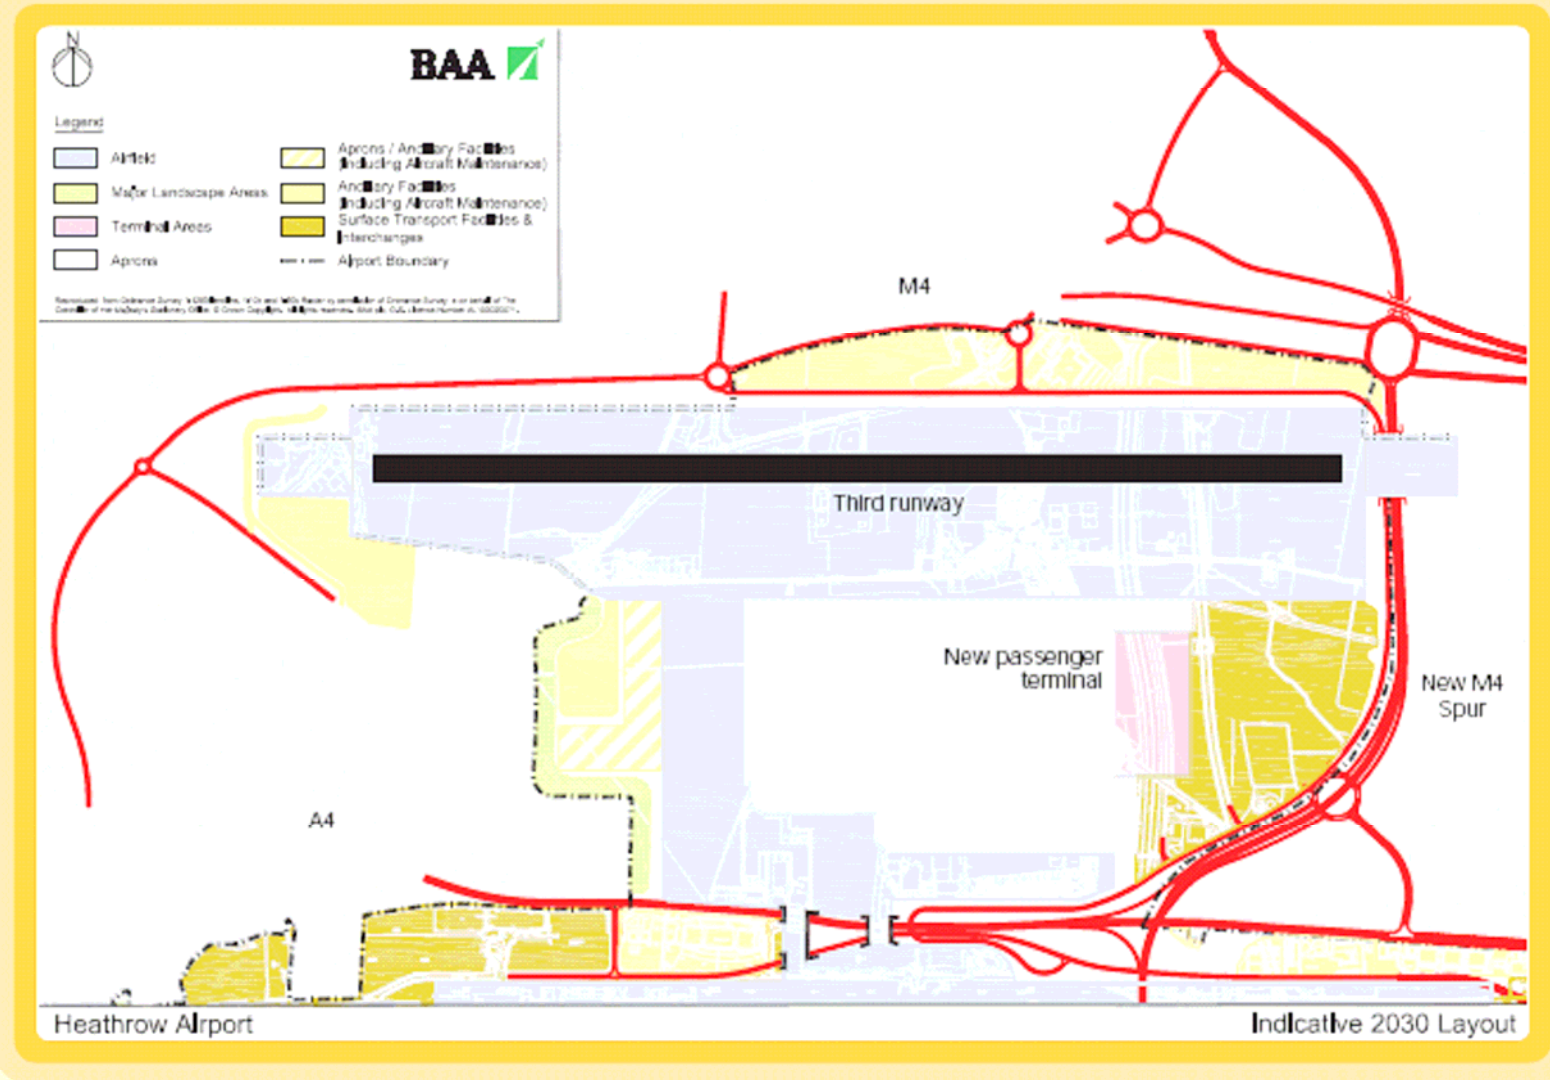 N
BAA
Legend
Airfield
Major Landscape Areas
Terminal Areas
Aprons
Aprons / Ancillary Facilities
(Including Aircraft Maintenance)
Ancillary Facilities
(Including Aircraft Maintenance)
Surface Transport Facilities &
Interchanges
Airport Boundary
M4
Third runway
New passenger
terminal
New M4
Spur
A4
Heathrow Airport
Indicative 2030 Layout